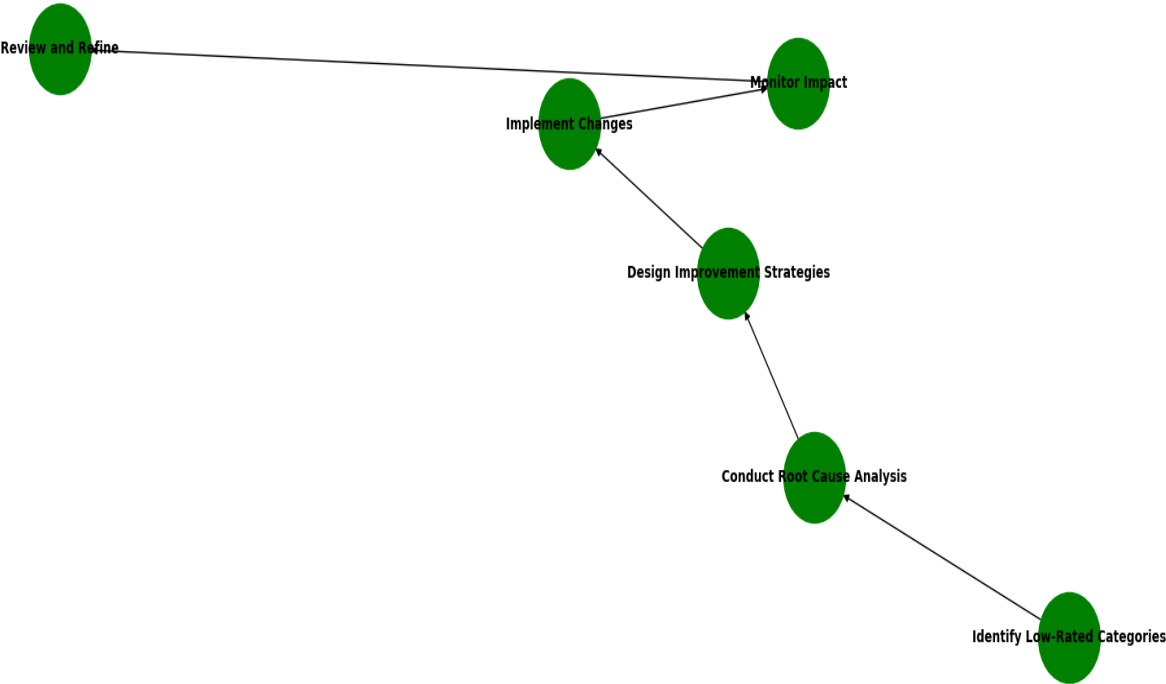 Review and Refine
Monitor Impact
Implement Changes
Design Improvement Strategies
Conduct Root Cause Analysis
Identify Low-Rated Categories